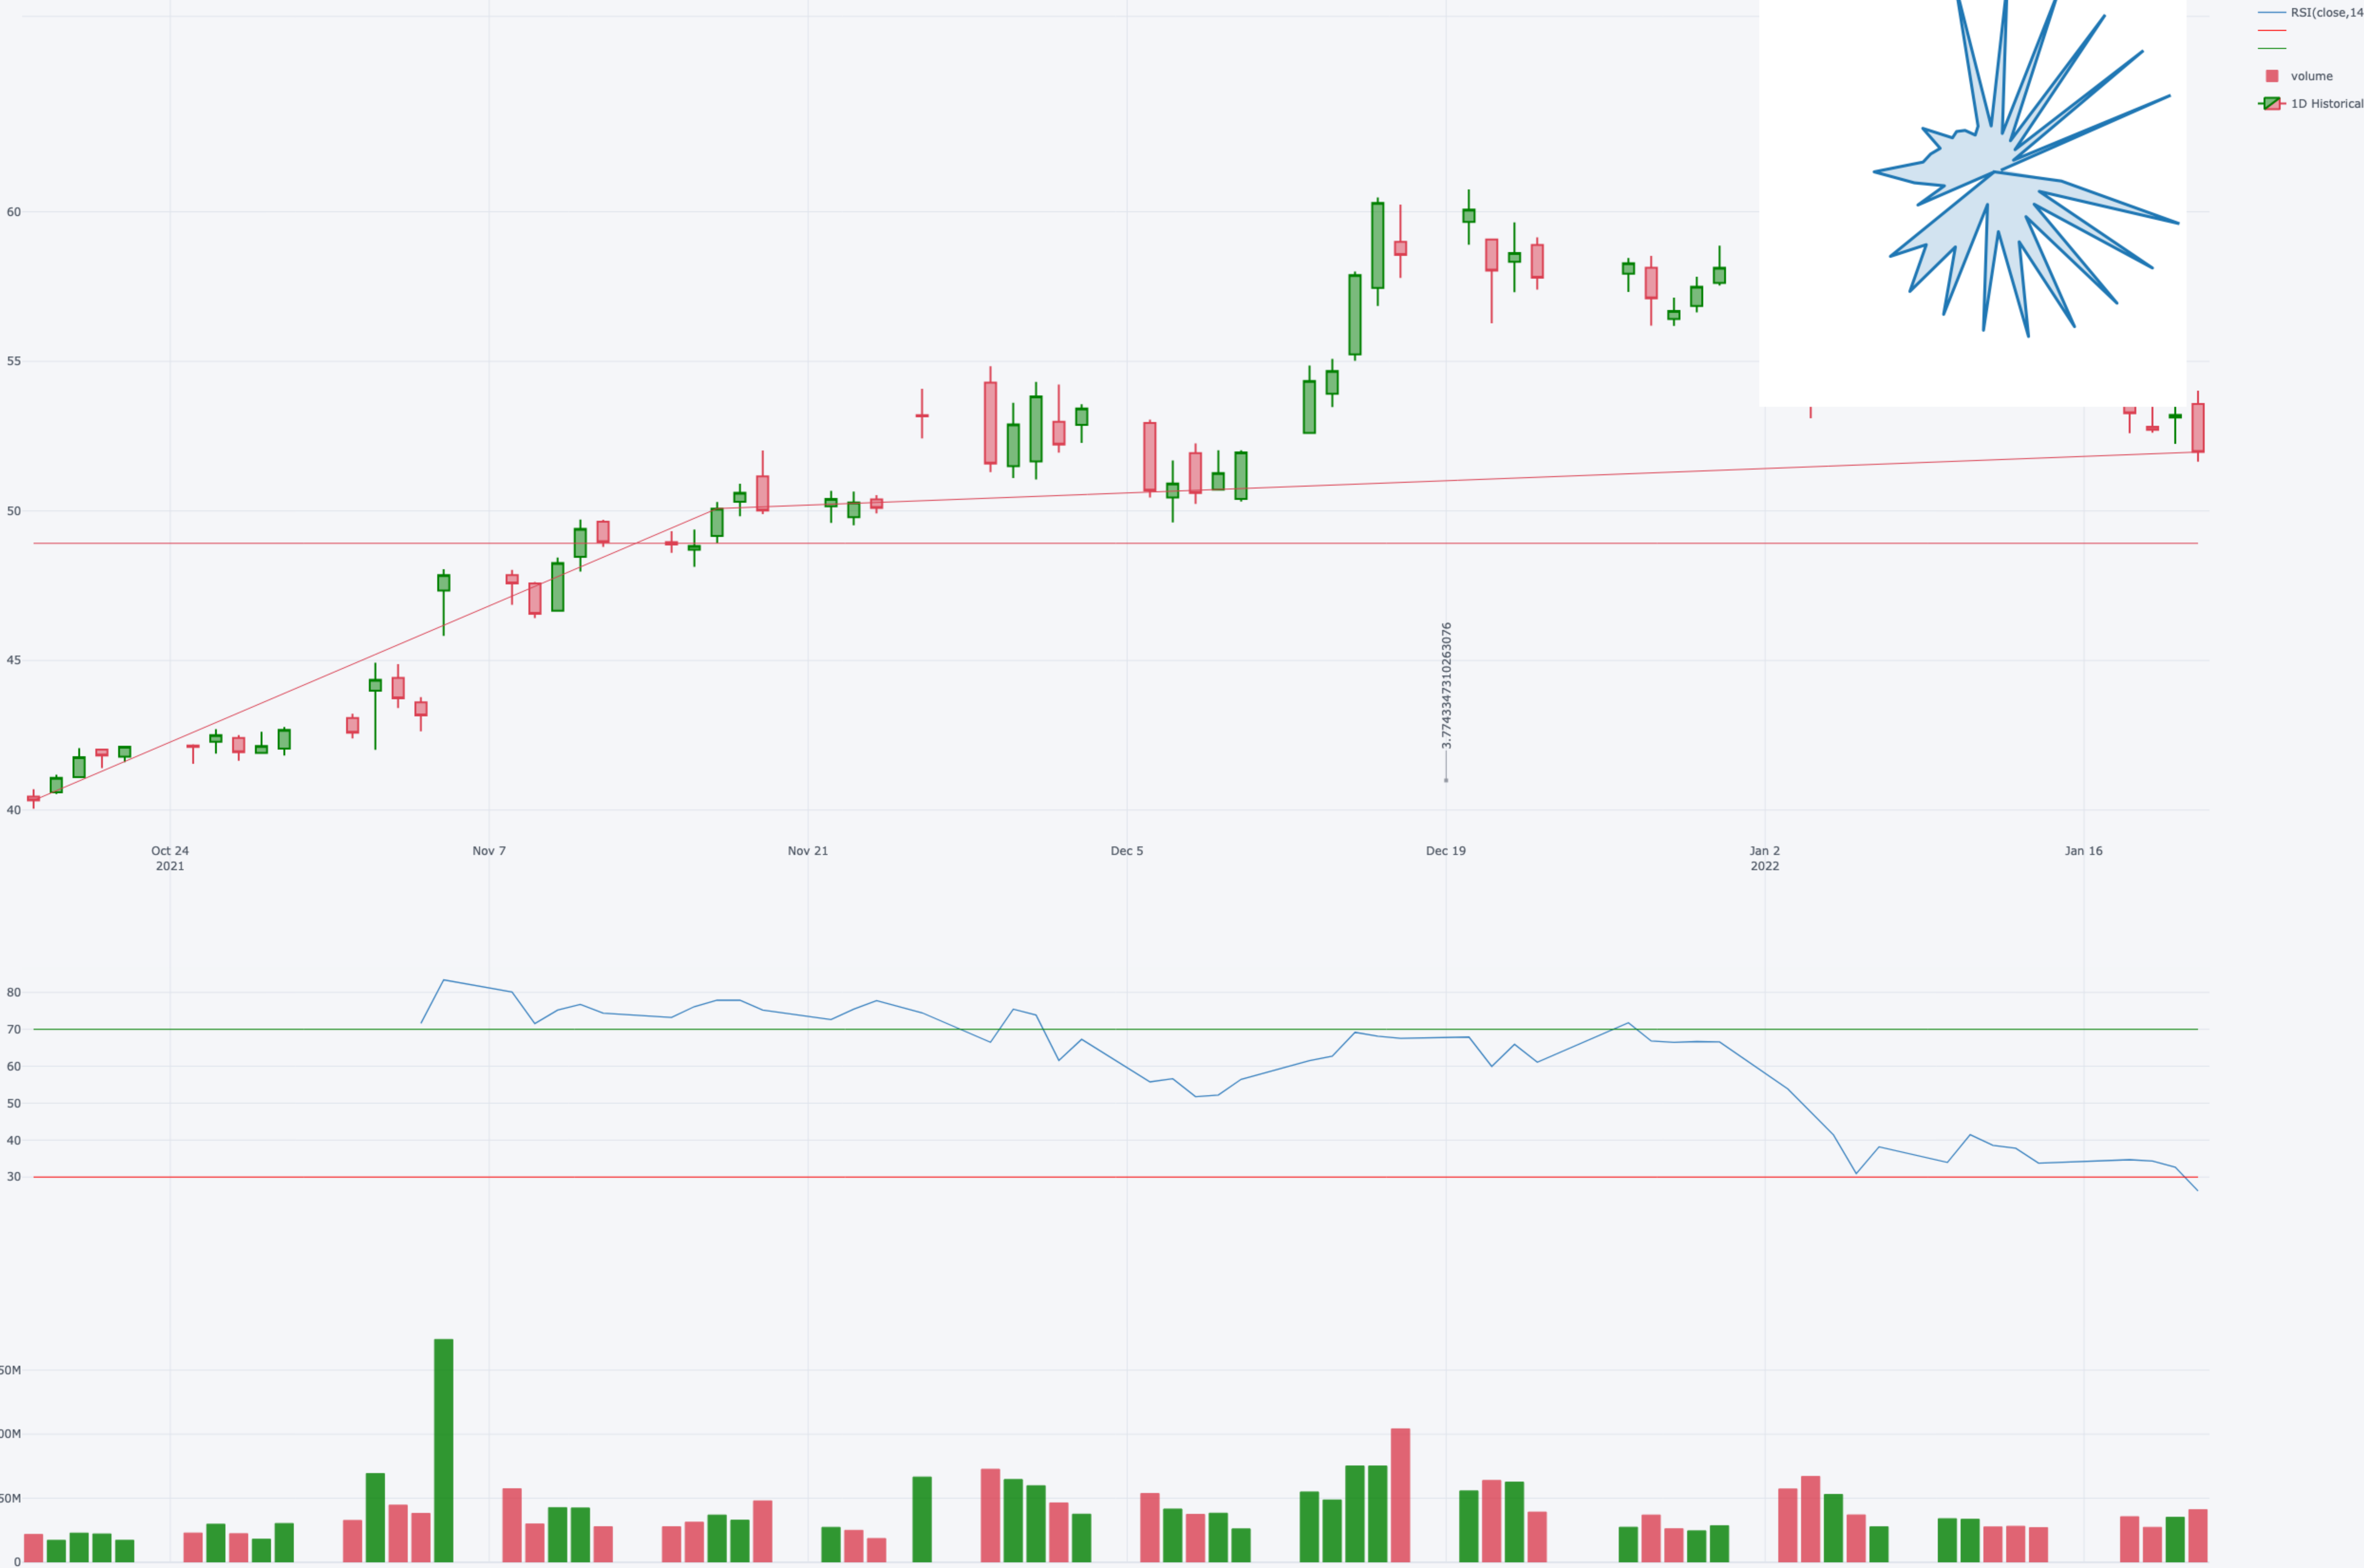 RSI(close,14
volume
1D Historical
60
55
50
45
40
3.7743347310263076
Oct 24
2021
Nov 7
Nov 21
Dec 5
Dec 19
Jan 2
2022
Jan 16
80
70
60
50
40
30
50M
00M
50M
0